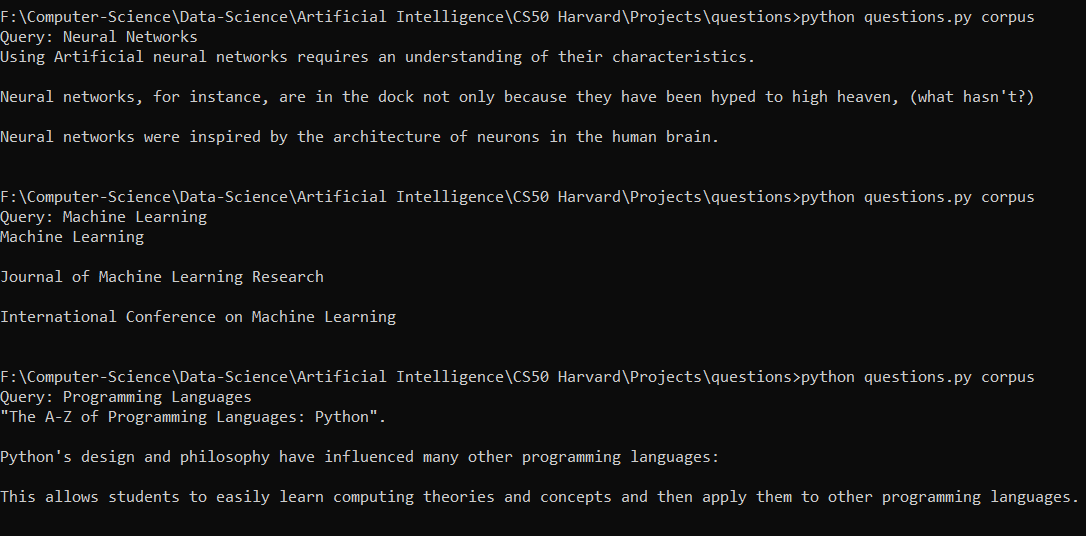 F:\Computer-Science\Data-Science\Artificial Intelligence\CS50 Harvard\Projects\questions>python questions.py corpus
Query: Neural Networks
Using Artificial neural networks requires an understanding of their characteristics.
Neural networks, for instance, are in the dock not only because they have been hyped to high heaven, (what hasn't?)
Neural networks were inspired by the architecture of neurons in the human brain.
F:\Computer-Science\Data-Science\Artificial Intelligence\CS50 Harvard\Projects\questions>python questions.py corpus
Query: Machine Learning
Machine Learning
Journal of Machine Learning Research
International Conference on Machine Learning
F:\Computer-Science\Data-Science\Artificial Intelligence\CS50 Harvard\Projects\questions>python questions.py corpus
Query: Programming Languages
"The A-Z of Programming Languages: Python".
Python's design and philosophy have influenced many other programming languages:
This allows students to easily learn computing theories and concepts and then apply them to other programming languages.